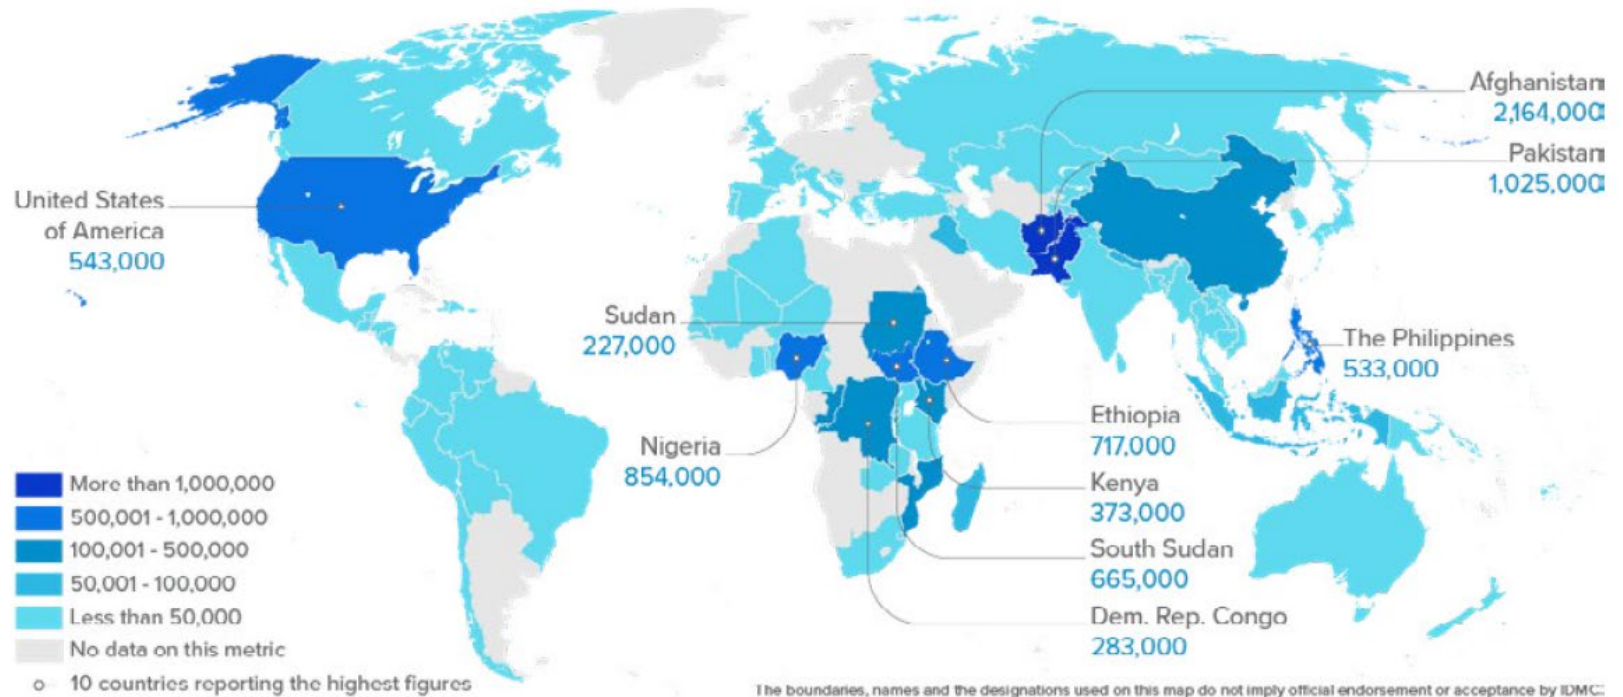 Afghanistan
2,164,000
Pakistan
1,025,000
United States
of America
543,000
Sudan
227,000
The Philippines
533,000
Nigeria
854,000
Ethiopia
717,000
Kenya
373,000
South Sudan
665,000
Dem. Rep. Congo
283,000
More than 1,000,000
500,001 - 1,000,000
100,001 - 500,000
50,001 - 100,000
Less than 50,000
No data on this metric
10 countries reporting the highest figures
The boundaries, names and the designations used on this map do not imply official endorsement or acceptance by IDMC.